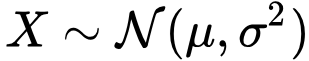 X ∼ 𝒩(μ, σ²)